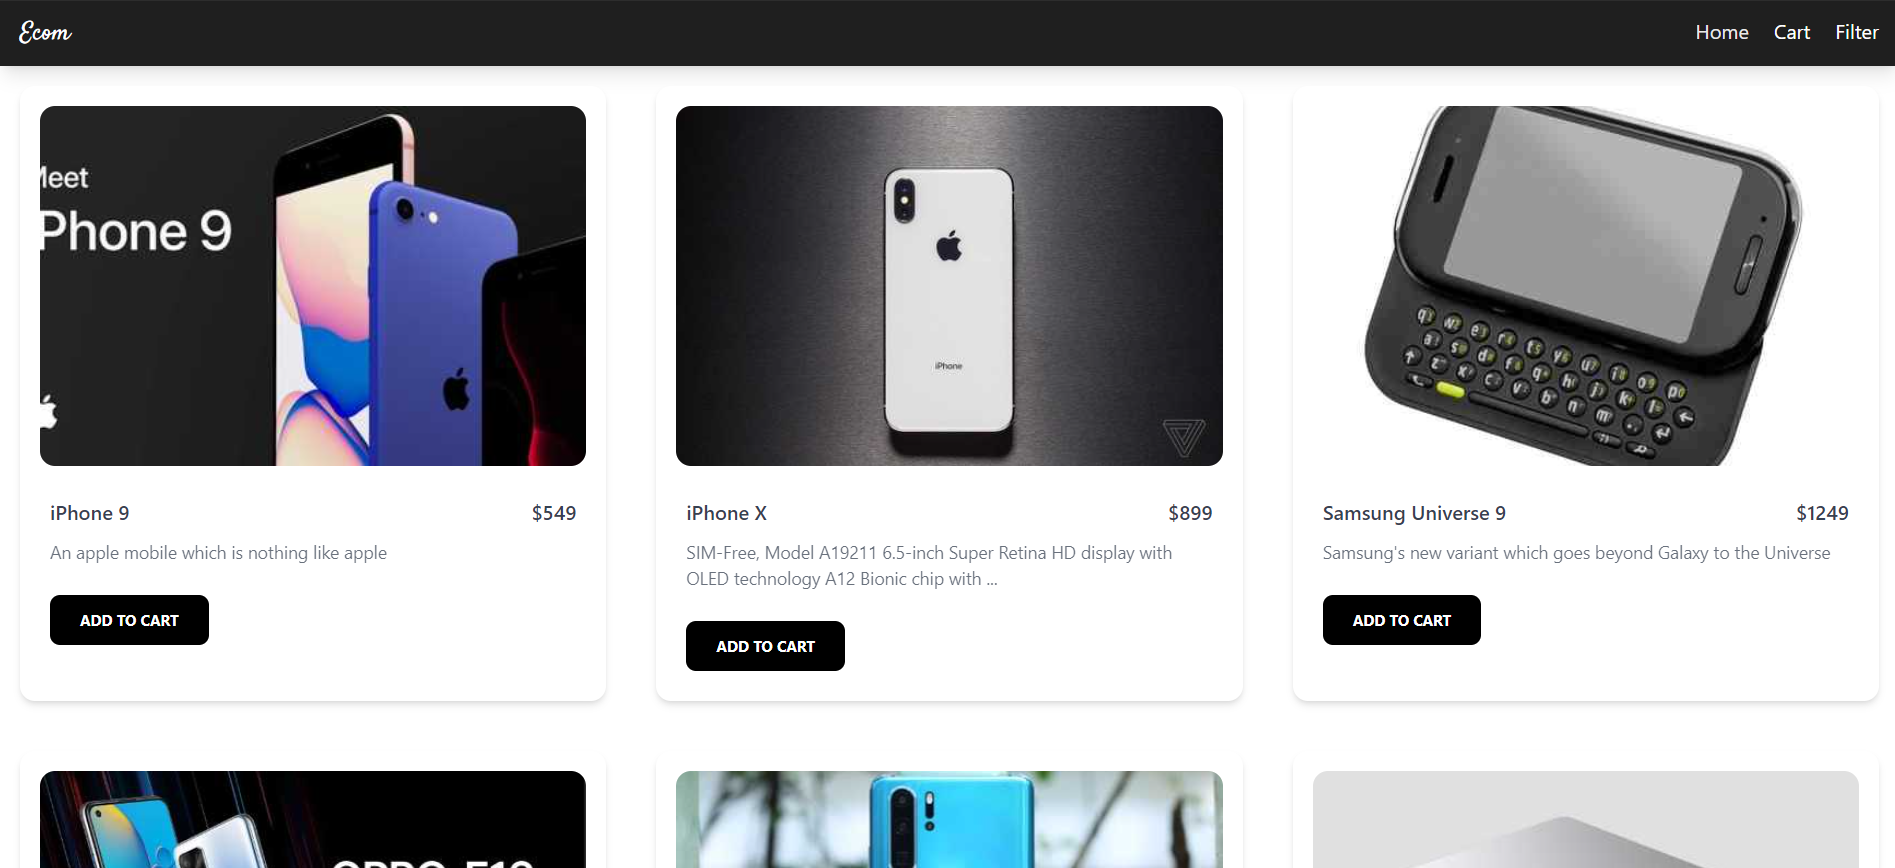 Ecom
Home Cart Filter
Meet
iPhone 9
iPhone
iPhone 9 $549
An apple mobile which is nothing like apple
ADD TO CART
iPhone X $899
SIM-Free, Model A19211 6.5-inch Super Retina HD display with
OLED technology A12 Bionic chip with ...
ADD TO CART
Samsung Universe 9 $1249
Samsung's new variant which goes beyond Galaxy to the Universe
ADD TO CART